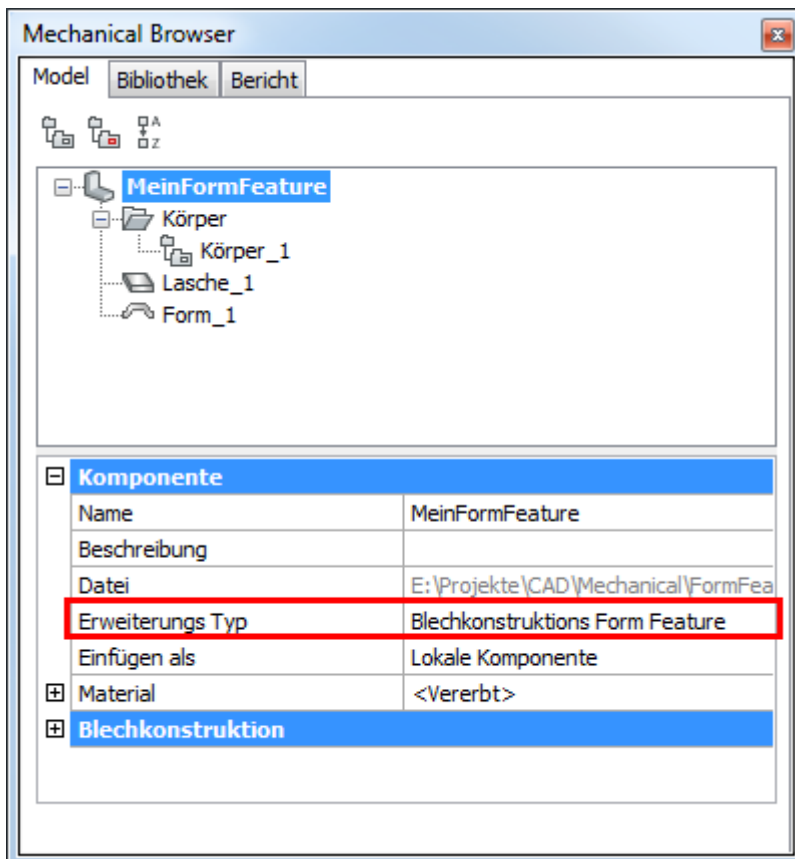 Mechanical Browser
Model Bibliothek Bericht
A
Z
MeinFormFeature
Körper
Körper_1
Lasche_1
Form_1
Komponente
Name MeinFormFeature
Beschreibung
Datei E:\Projekte\CAD\Mechanical\FormFea
Erweiterungs Typ Blechkonstruktions Form Feature
Einfügen als Lokale Komponente
Material <Vererbt>
Blechkonstruktion